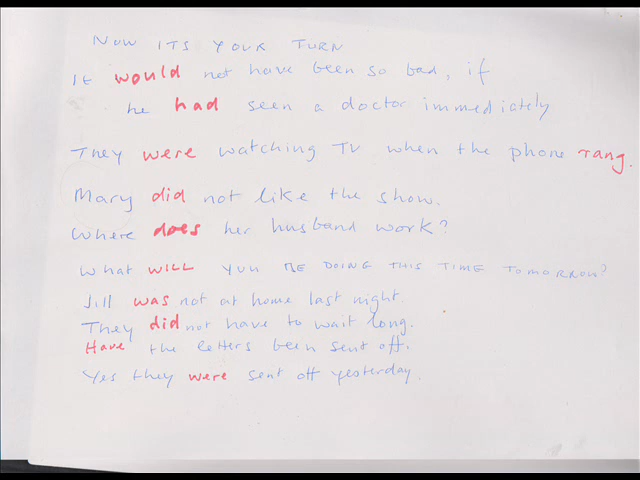 NOW ITS YOUR TURN
It would not have been so bad, if
he had seen a doctor immediately
They were watching TV when the phone rang.
Mary did not like the show.
Where does her husband work?
WHAT WILL YOU BE DOING THIS TIME TOMORROW?
Jill was not at home last night.
They did not have to wait long.
Have the letters been sent off.
Yes they were sent off yesterday.